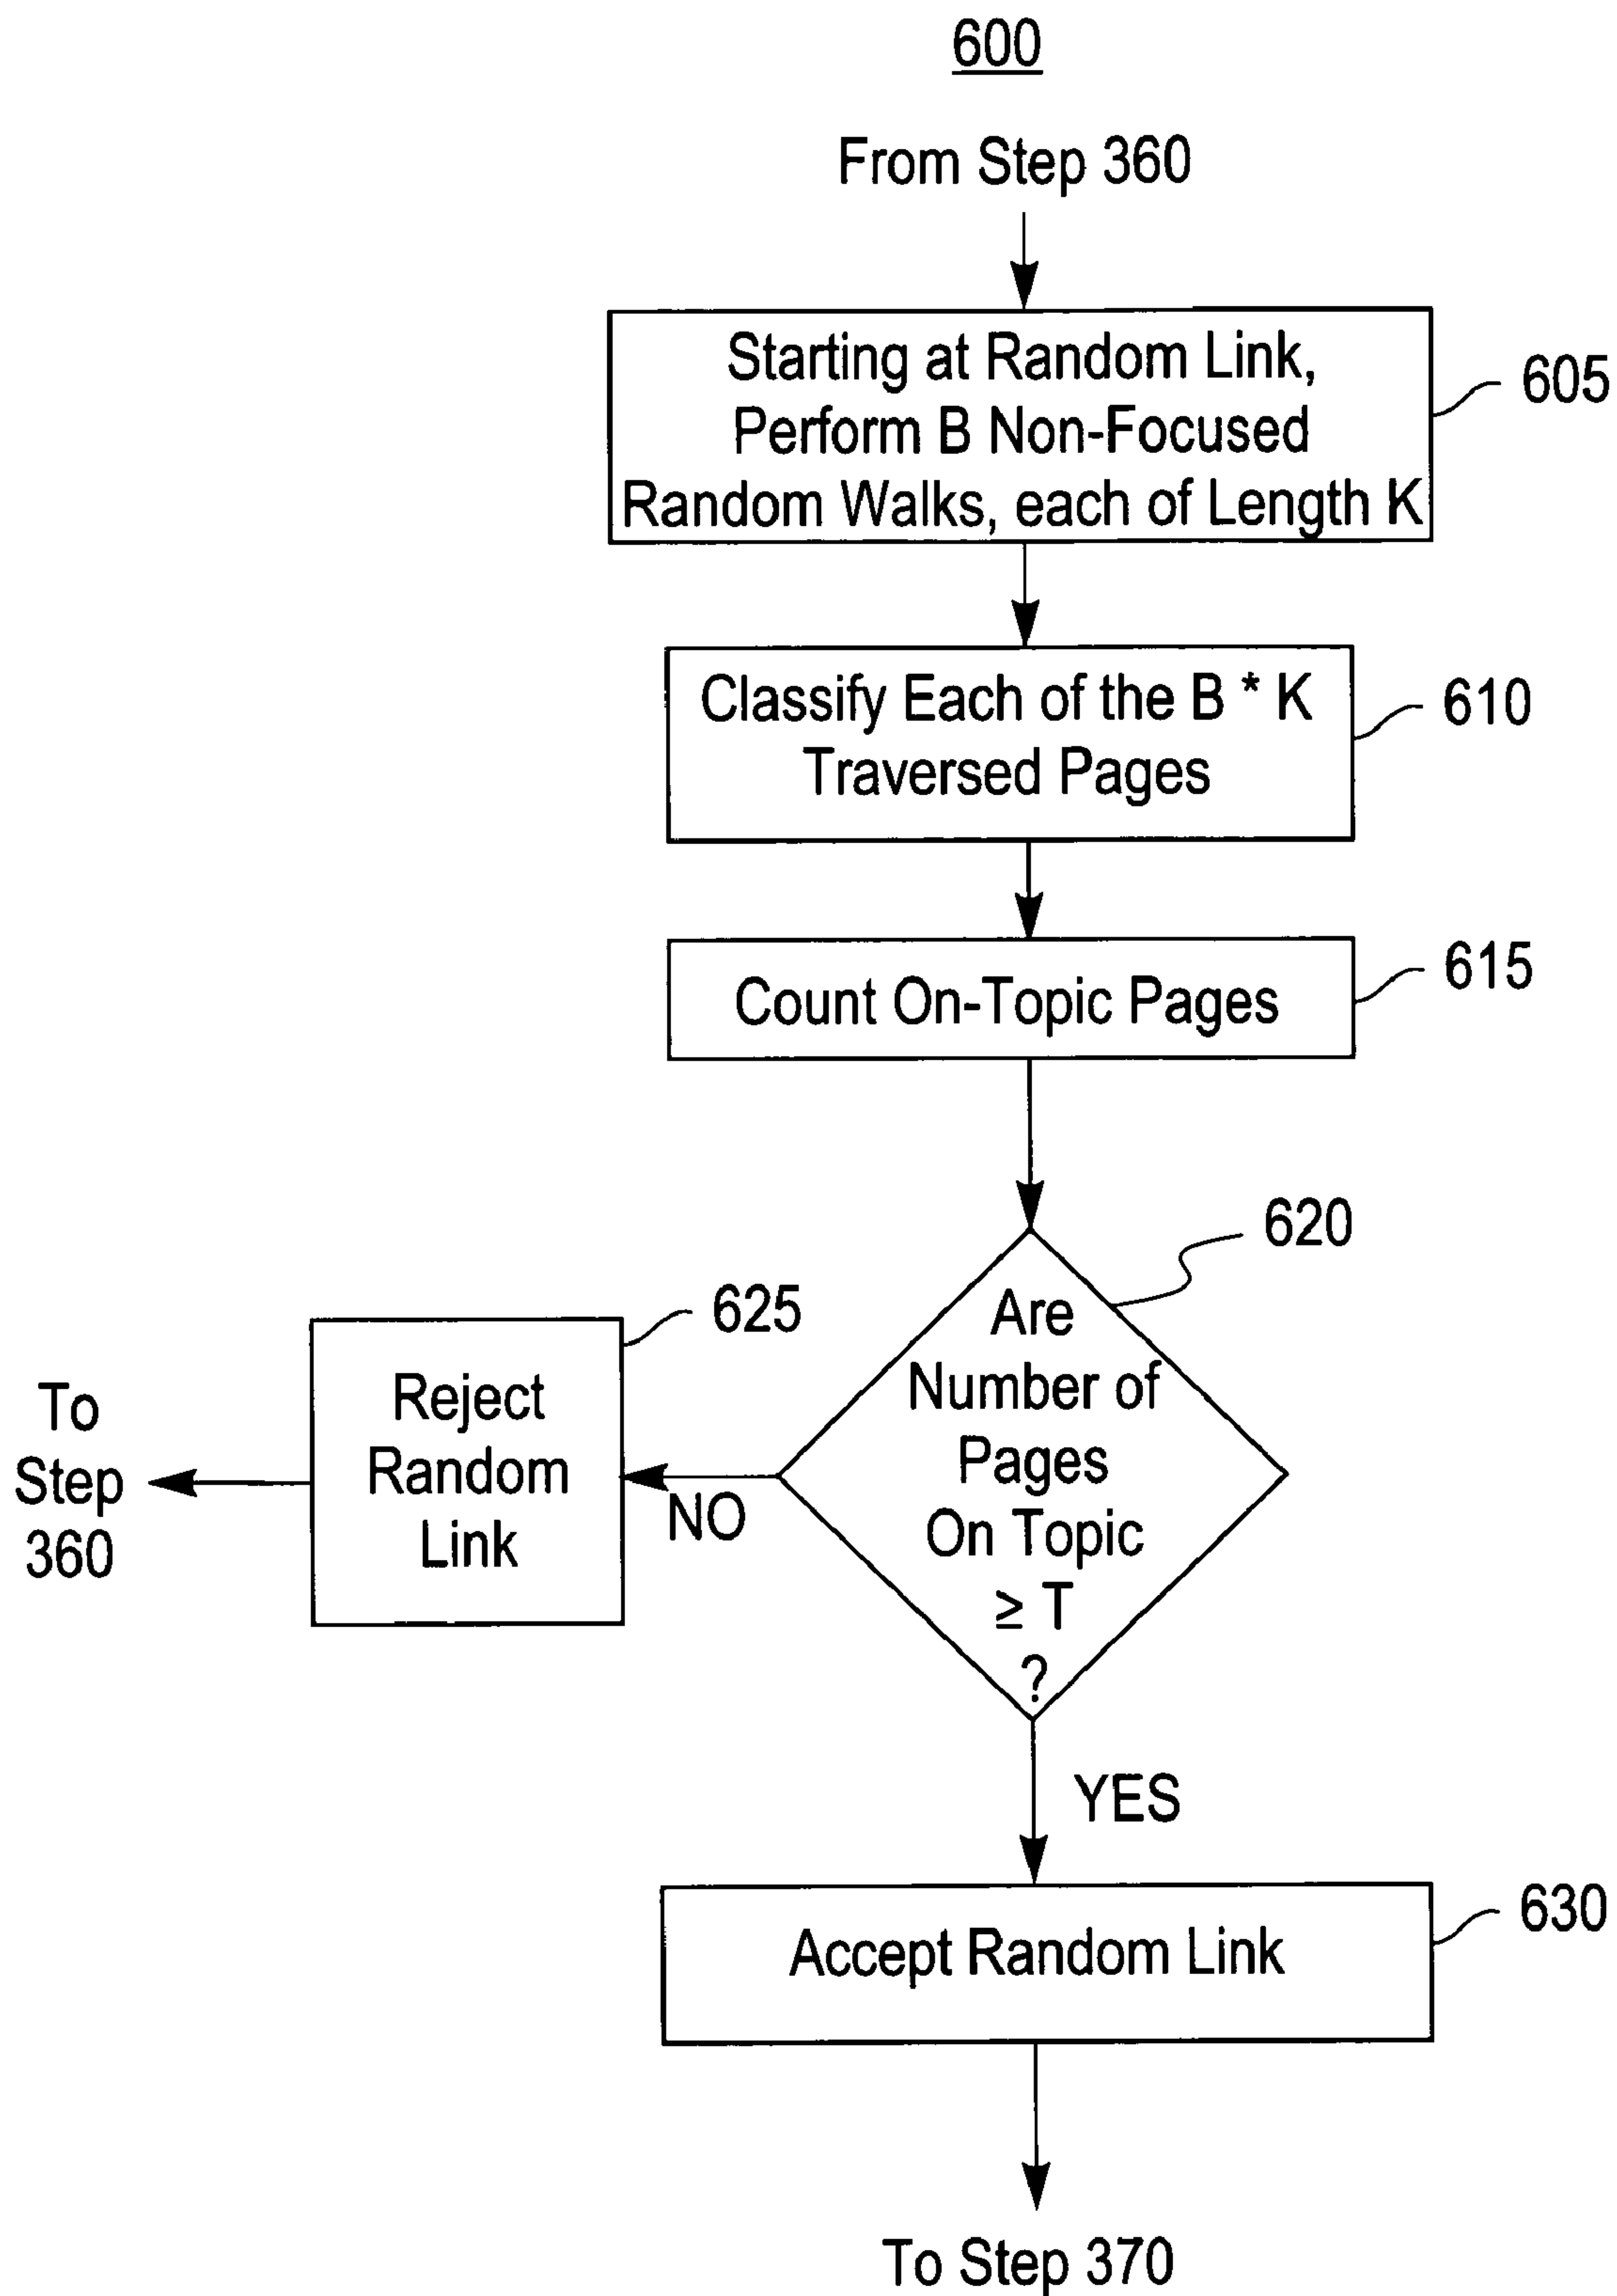 600
From Step 360
Starting at Random Link,
Perform B Non-Focused
Random Walks, each of Length K
605
Classify Each of the B * K
Traversed Pages
610
Count On-Topic Pages
615
Are
Number of
Pages
On Topic
≥ T
?
620
NO
Reject
Random
Link
625
To
Step
360
YES
Accept Random Link
630
To Step 370